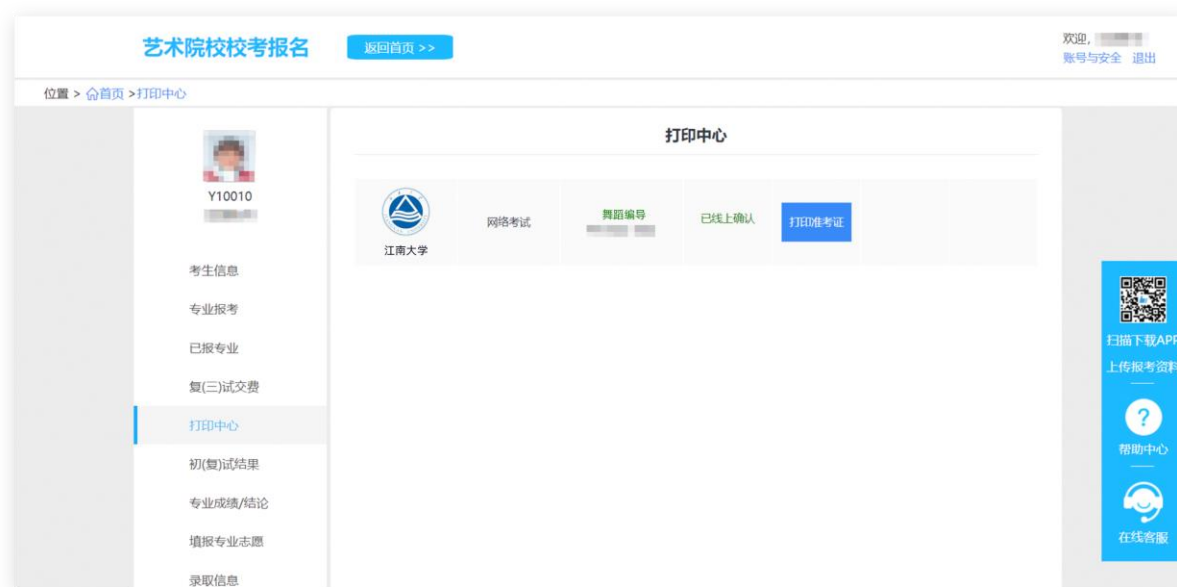 艺术院校校考报名
返回首页 >>
欢迎,
账号与安全 退出
位置 > 首页 >打印中心
Y10010
考生信息
专业报考
已报专业
复(三)试交费
打印中心
初(复)试结果
专业成绩/结论
填报专业志愿
录取信息
打印中心
江南大学
网络考试
舞蹈编导
已线上确认
打印准考证
扫描下载APP
上传报考资料
?
帮助中心
在线客服